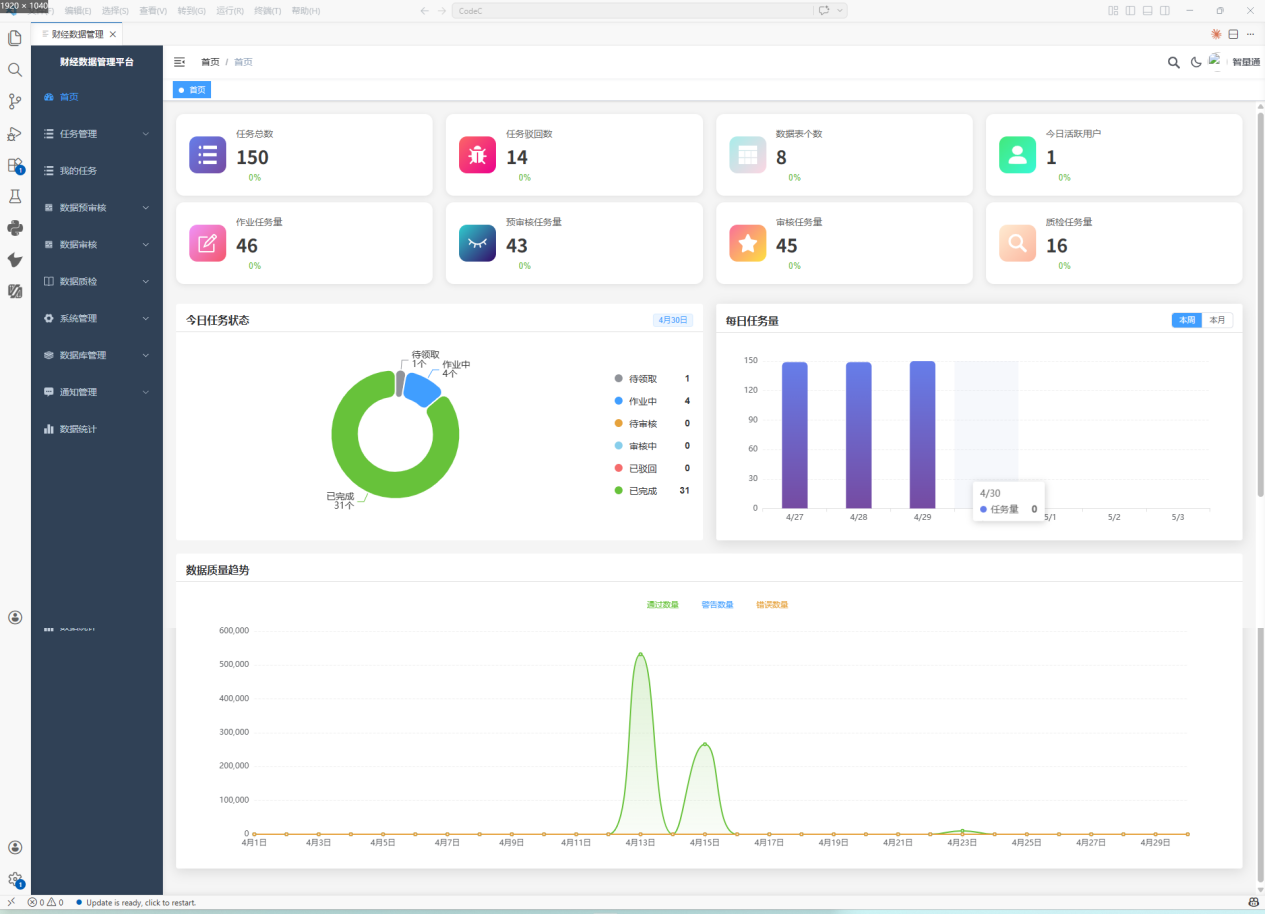 1920 × 1040
编辑(E) 选择(S) 查看(V) 转到(G) 运行(R) 终端(T) 帮助(H)
CodeC
财经数据管理
财经数据管理平台
首页 / 首页
智量通
首页
首页
任务管理
我的任务
数据预审核
数据审核
数据质检
系统管理
数据库管理
通知管理
数据统计
任务总数
150
0%
任务驳回数
14
0%
数据表个数
8
0%
今日活跃用户
1
0%
作业任务量
46
0%
预审核任务量
43
0%
审核任务量
45
0%
质检任务量
16
0%
今日任务状态
4月30日
待领取
1个
作业中
4个
已完成
31个
待领取 1
作业中 4
待审核 0
审核中 0
已驳回 0
已完成 31
每日任务量
本周 本月
150
120
90
60
30
0
4/27 4/28 4/29 5/1 5/2 5/3
4/30
任务量 0
数据质量趋势
通过数量 警告数量 错误数量
600,000
500,000
400,000
300,000
200,000
100,000
0
4月1日 4月3日 4月5日 4月7日 4月9日 4月11日 4月13日 4月15日 4月17日 4月19日 4月21日 4月23日 4月25日 4月27日 4月29日
1
1
0 0 Update is ready, click to restart.